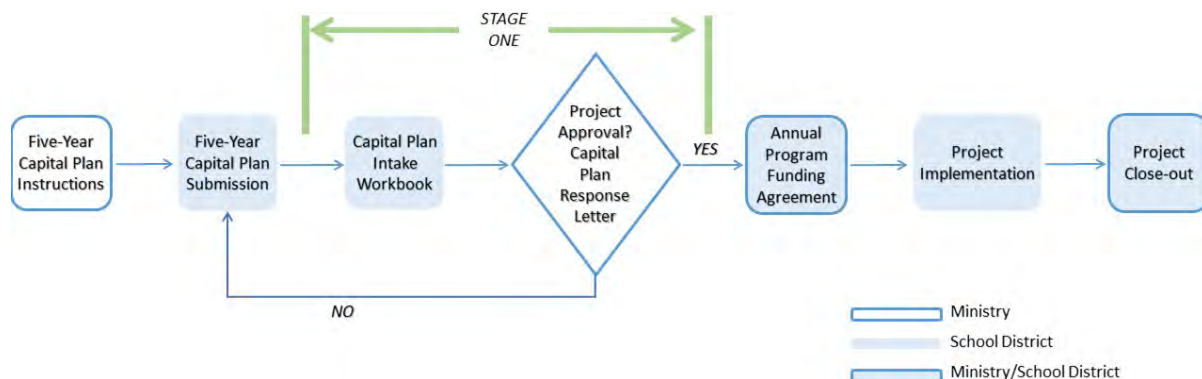 STAGE
ONE
Five-Year
Capital Plan
Instructions
Five-Year
Capital Plan
Submission
Capital Plan
Intake
Workbook
Project
Approval?
Capital
Plan
Response
Letter
YES
Annual
Program
Funding
Agreement
Project
Implementation
Project
Close-out
NO
Ministry
School District
Ministry/School District